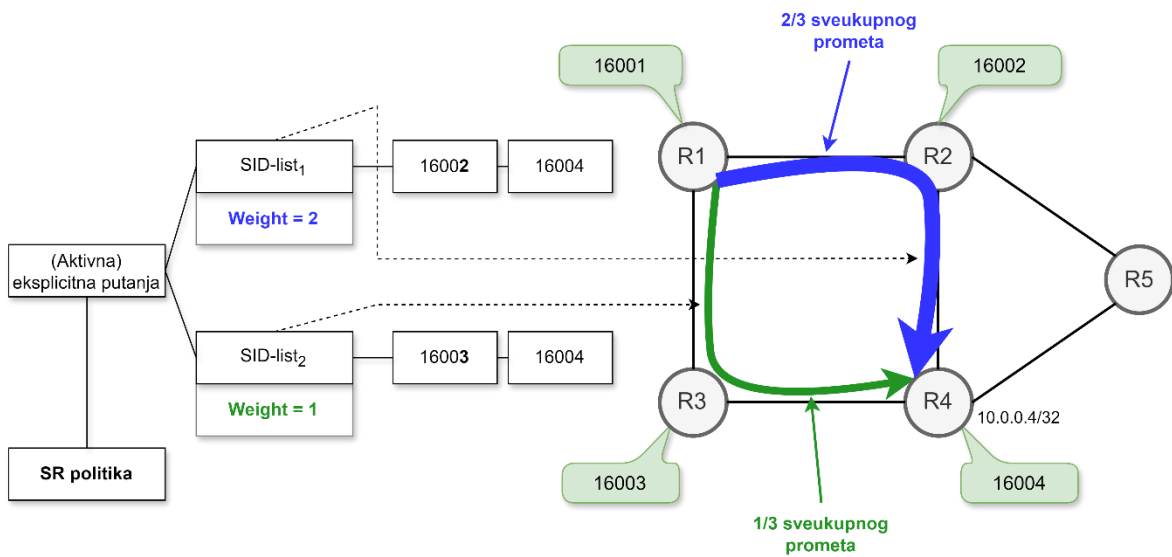 2/3 sveukupnog
prometa
16001
16002
SID-list1
16002
16004
Weight = 2
R1
R2
(Aktivna)
eksplicitna putanja
R5
SID-list2
16003
16004
Weight = 1
R3
R4
10.0.0.4/32
SR politika
16003
16004
1/3 sveukupnog
prometa